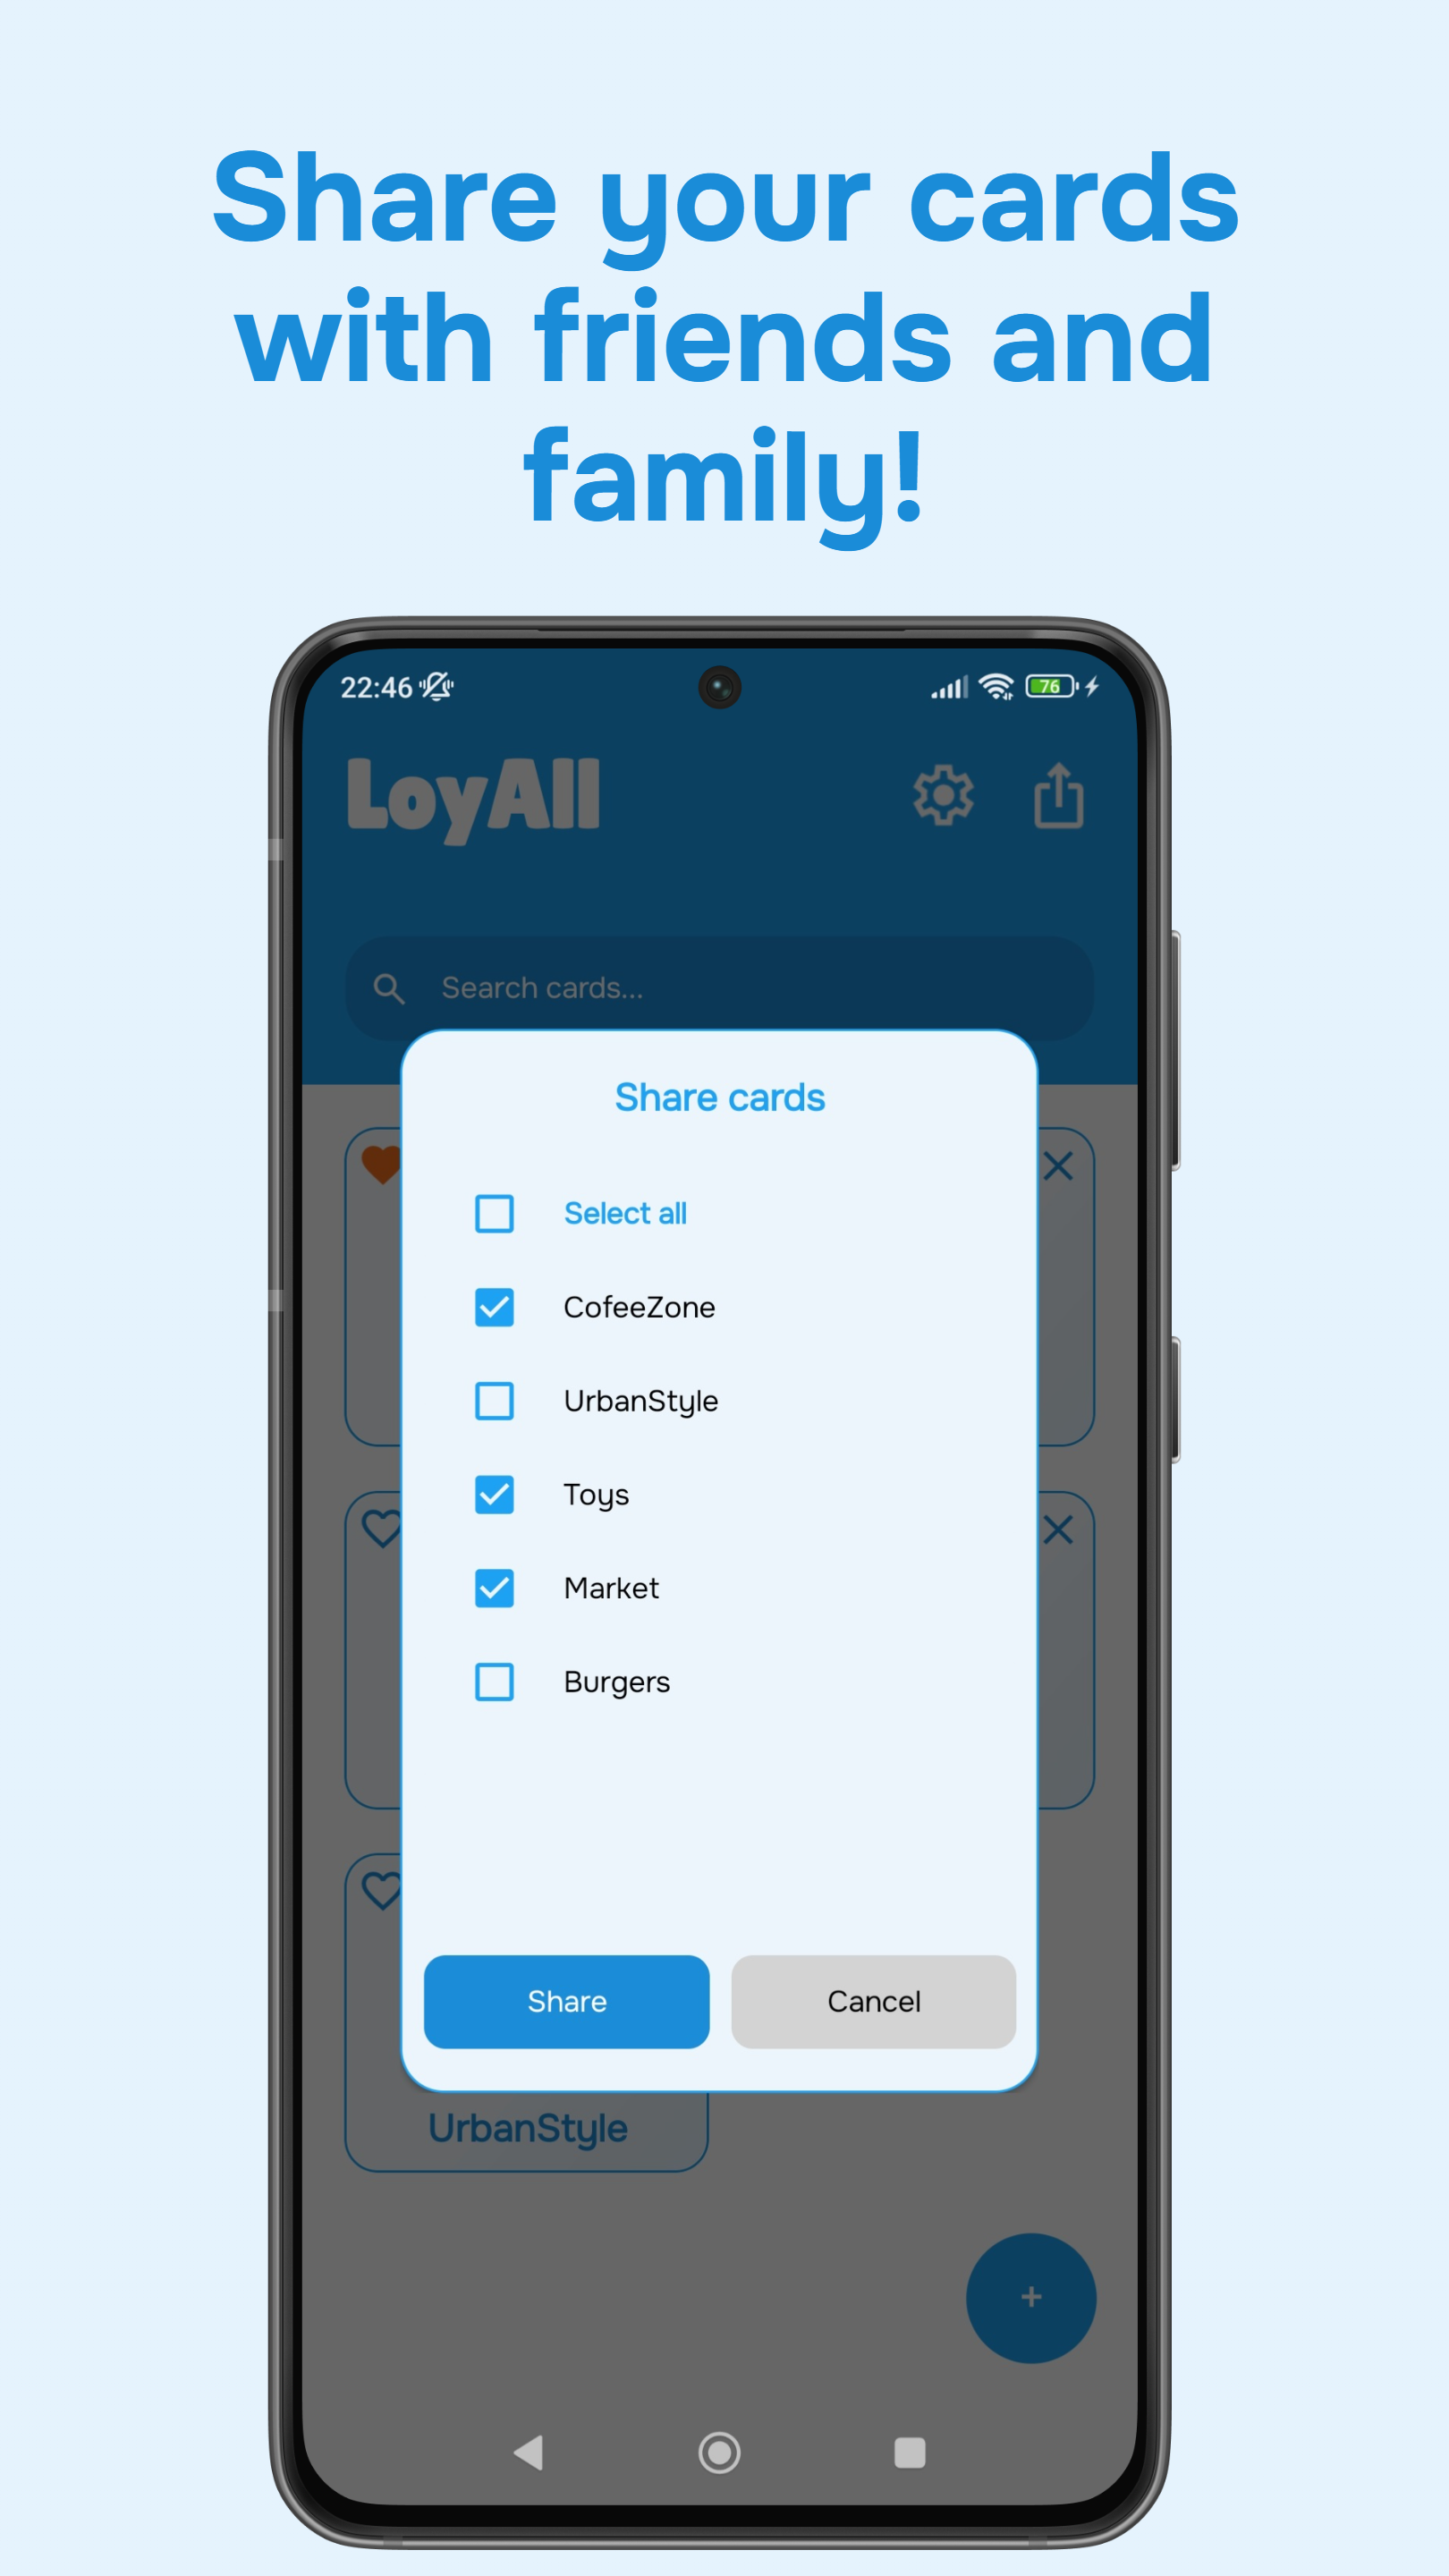 Share your cards
with friends and
family!
22:46
76
LoyAll
Search cards...
Share cards
Select all
CofeeZone
UrbanStyle
Toys
Market
Burgers
Share
Cancel
UrbanStyle
+